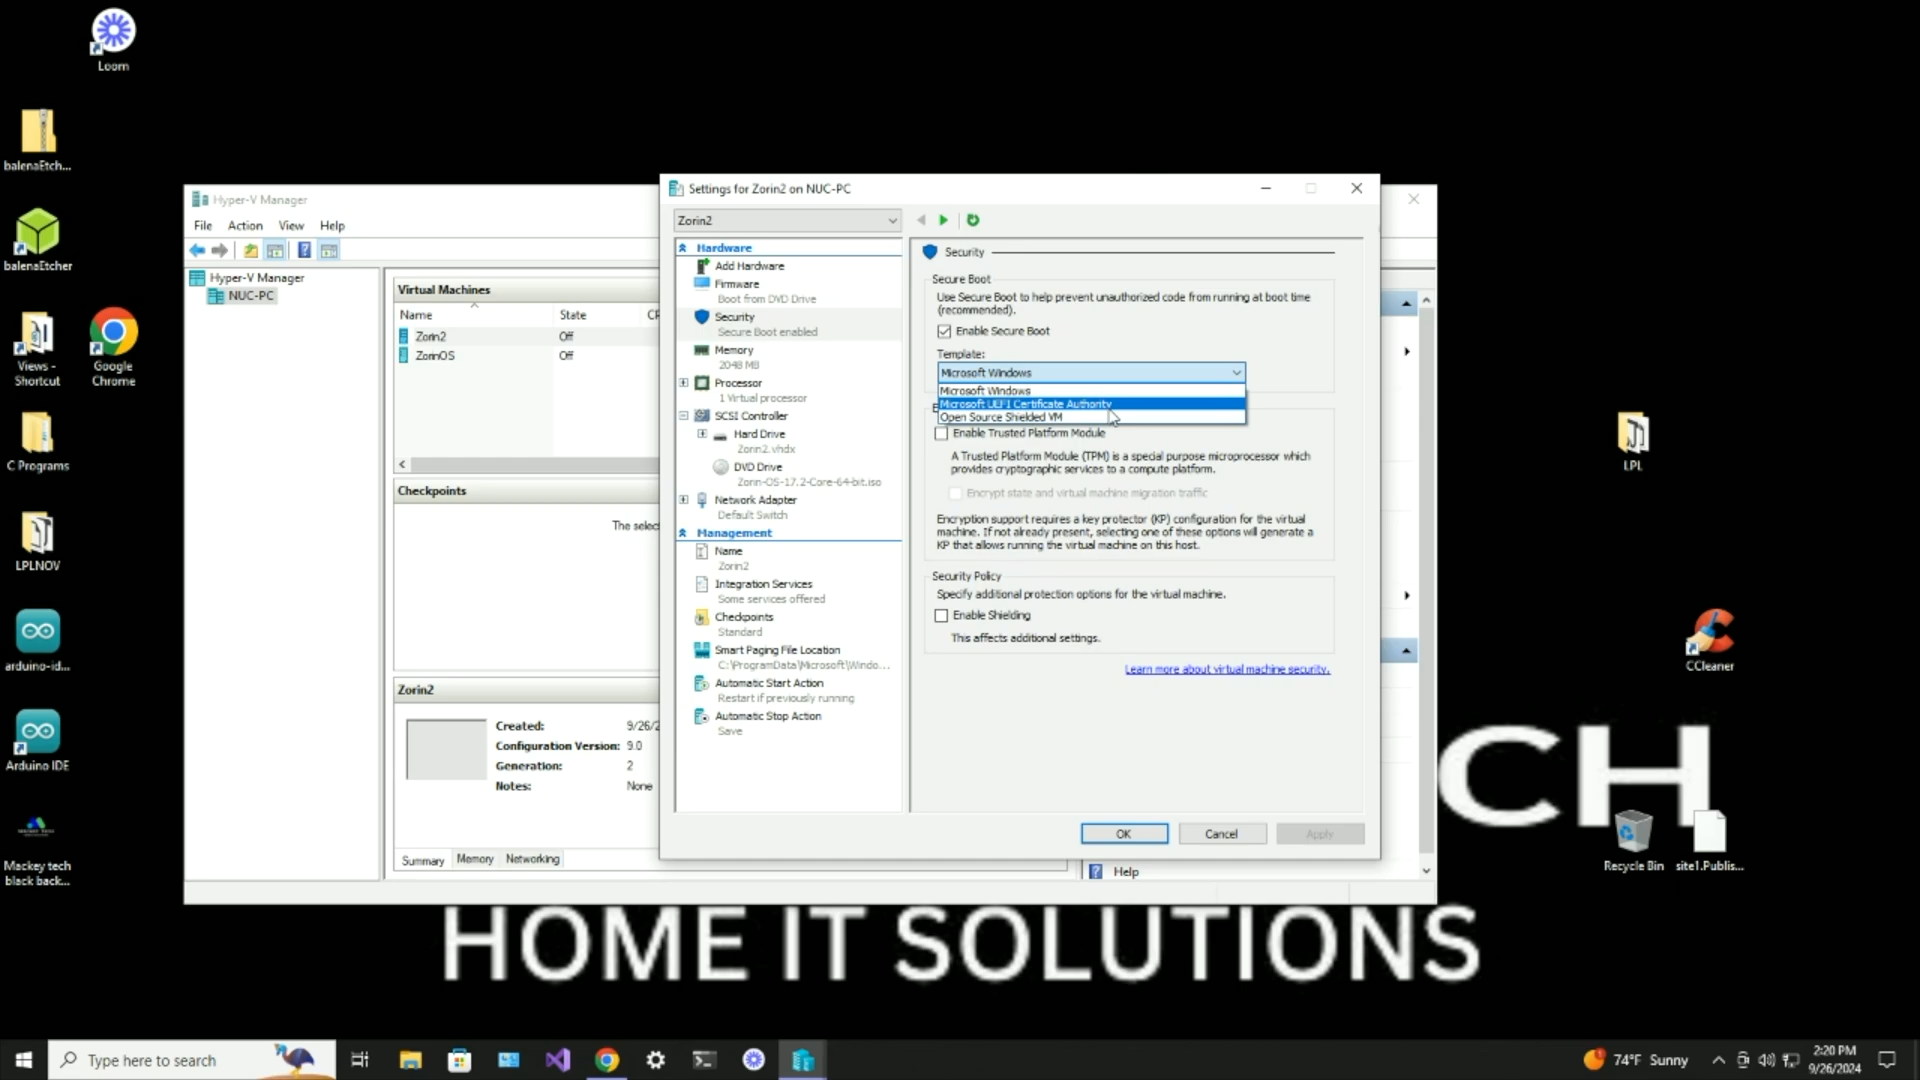 Loom
balenaEtch...
balenaEtcher
Views -
Shortcut
Google
Chrome
C Programs
LPLNOV
arduino-id...
Arduino IDE
Mackey tech
black back...
Hyper-V Manager
File Action View Help
Hyper-V Manager
NUC-PC
Virtual Machines
Name State CP
Zorin2 Off
ZorinOS Off
Checkpoints
The selec
Zorin2
Created: 9/26/2
Configuration Version: 9.0
Generation: 2
Notes: None
Summary Memory Networking
Help
Settings for Zorin2 on NUC-PC
Zorin2
Hardware
Add Hardware
Firmware
Boot from DVD Drive
Security
Secure Boot enabled
Memory
2048 MB
Processor
1 Virtual processor
SCSI Controller
Hard Drive
Zorin2.vhdx
DVD Drive
Zorin-OS-17.2-Core-64-bit.iso
Network Adapter
Default Switch
Management
Name
Zorin2
Integration Services
Some services offered
Checkpoints
Standard
Smart Paging File Location
C:\ProgramData\Microsoft\Windo...
Automatic Start Action
Restart if previously running
Automatic Stop Action
Save
Security
Secure Boot
Use Secure Boot to help prevent unauthorized code from running at boot time
(recommended).
Enable Secure Boot
Template:
Microsoft Windows
Microsoft Windows
Microsoft UEFI Certificate Authority
Open Source Shielded VM
Enable Trusted Platform Module
A Trusted Platform Module (TPM) is a special purpose microprocessor which
provides cryptographic services to a compute platform.
Encrypt state and virtual machine migration traffic
Encryption support requires a key protector (KP) configuration for the virtual
machine. If not already present, selecting one of these options will generate a
KP that allows running the virtual machine on this host.
Security Policy
Specify additional protection options for the virtual machine.
Enable Shielding
This affects additional settings.
Learn more about virtual machine security.
OK Cancel Apply
LPL
CCleaner
Recycle Bin
site1.Publis...
CH
HOME IT SOLUTIONS
Type here to search
74°F Sunny
2:20 PM
9/26/2024